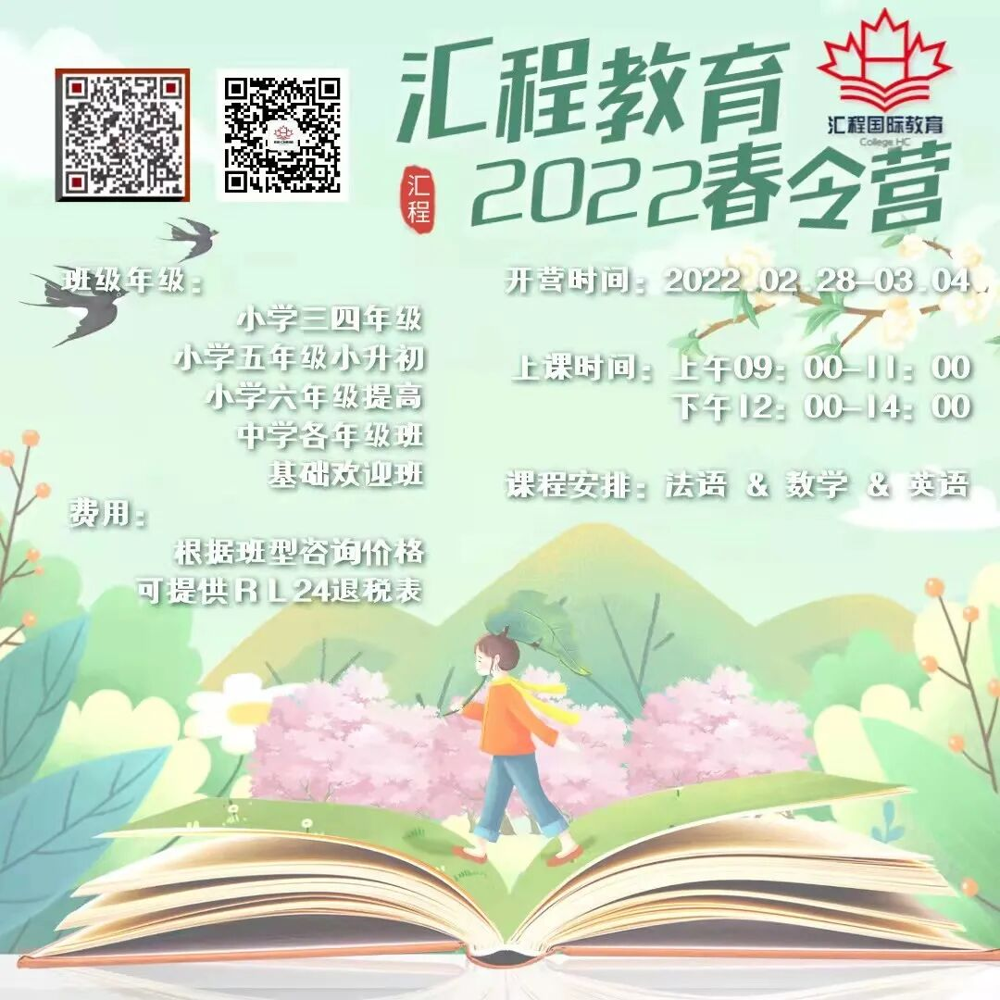 汇程教育
2022春令营
汇程
汇程国际教育
College HC
班级年级：
小学三四年级
小学五年级小升初
小学六年级提高
中学各年级班
基础欢迎班
费用：
根据班型咨询价格
可提供RL24退税表
开营时间：2022.02.28-03.04
上课时间：上午09：00-11：00
下午12：00-14：00
课程安排：法语 & 数学 & 英语